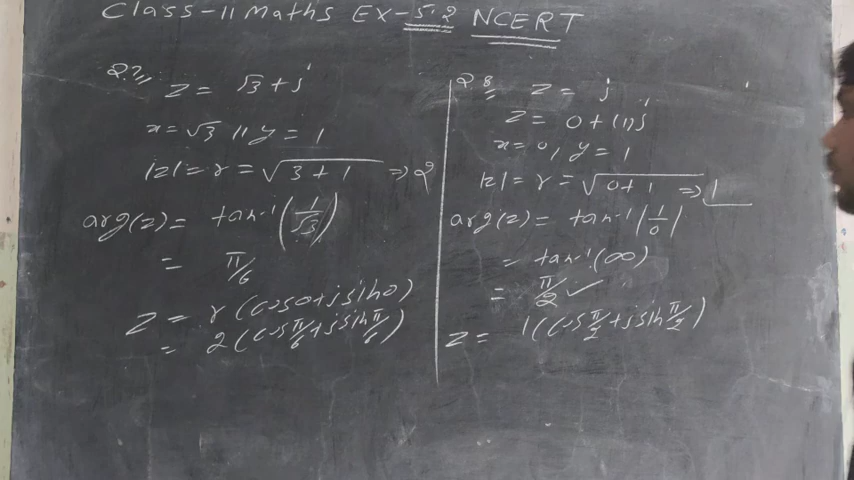 Class-11 Maths Ex-5.2 NCERT
Q7, z = √3 + i
x = √3 // y = 1
|z| = r = √3 + 1 => 2
arg(z) = tan⁻¹(1/√3)
= π/6
z = r(cosθ + i sinθ)
= 2(cos π/6 + i sin π/6)
Q8 z = i
z = 0 + (1)i
x = 0, y = 1
|z| = r = √0 + 1 => 1
arg(z) = tan⁻¹|1/0|
= tan⁻¹(∞)
= π/2 ✓
z = 1(cos π/2 + i sin π/2)